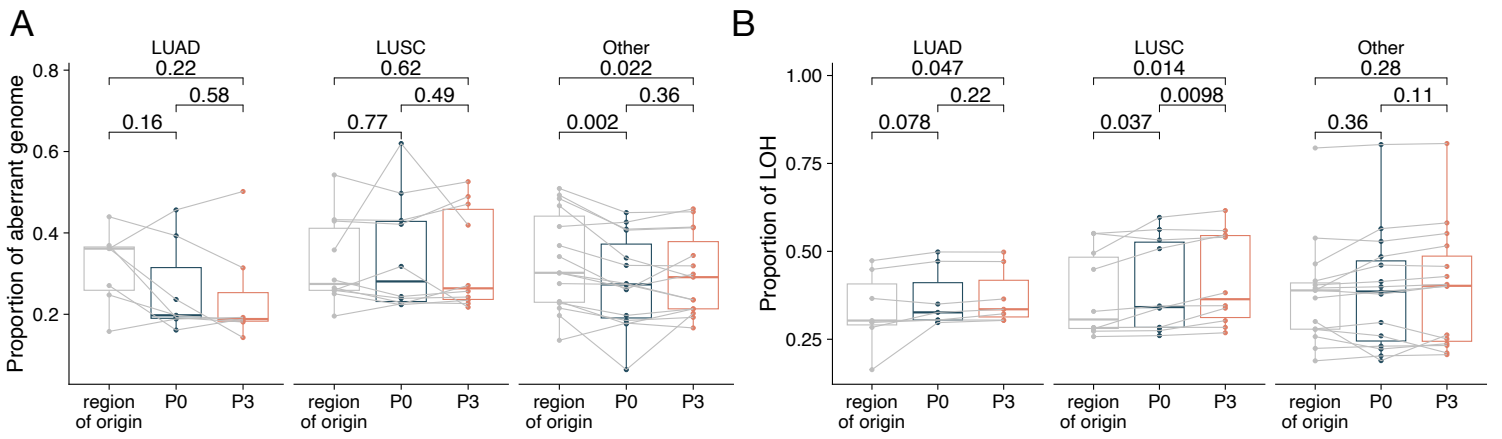 A
LUAD
LUSC
Other
0.22
0.58
0.16
0.62
0.49
0.77
0.022
0.36
0.002
Proportion of aberrant genome
0.8
0.6
0.4
0.2
region
of origin
P0
P3
region
of origin
P0
P3
region
of origin
P0
P3
B
LUAD
LUSC
Other
0.047
0.22
0.078
0.014
0.0098
0.037
0.28
0.11
0.36
Proportion of LOH
1.00
0.75
0.50
0.25
region
of origin
P0
P3
region
of origin
P0
P3
region
of origin
P0
P3